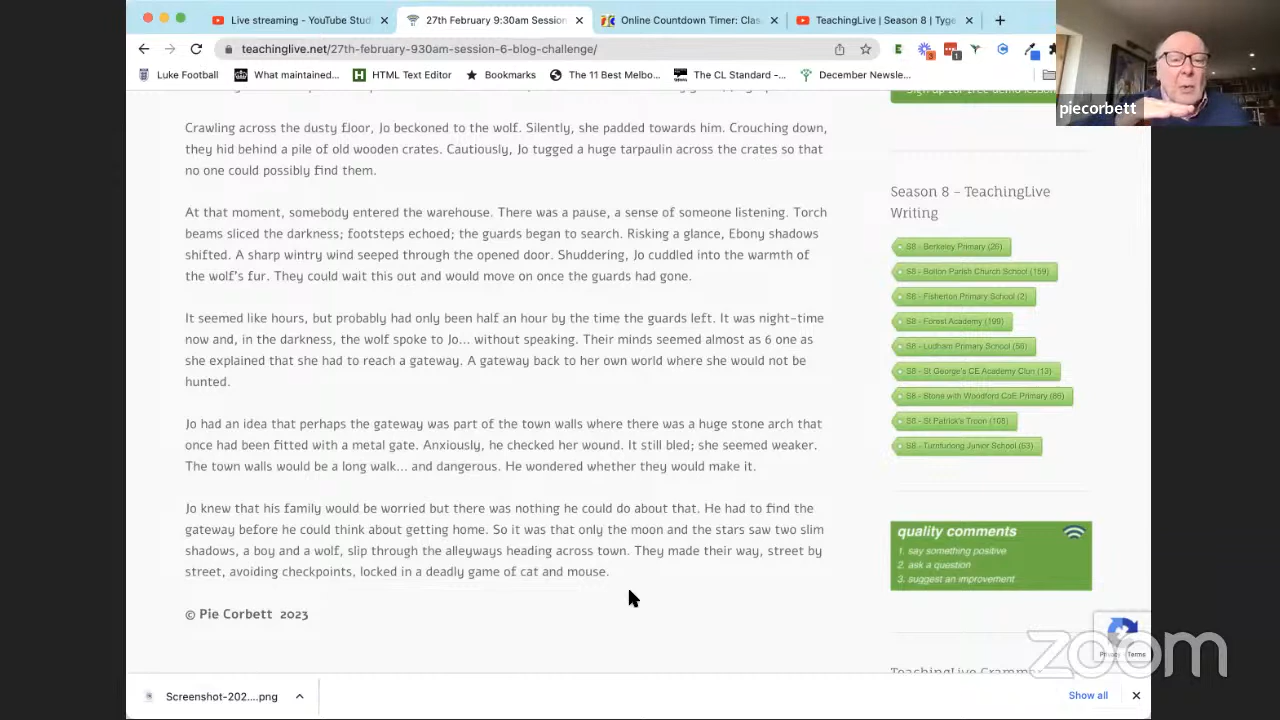 Live streaming - YouTube Stud
27th February 9:30am Session
Online Countdown Timer: Clas
TeachingLive | Season 8 | Tyge
techinglive.net/27th-february-930am-session-6-blog-challenge/
Luke Football
What maintained...
HTML Text Editor
Bookmarks
The 11 Best Melbo...
The CL Standard -...
December Newsle...
piecorbett
Crawling across the dusty floor, Jo beckoned to the wolf. Silently, she padded towards him. Crouching down,
they hid behind a pile of old wooden crates. Cautiously, Jo tugged a huge tarpaulin across the crates so that
no one could possibly find them.
At that moment, somebody entered the warehouse. There was a pause, a sense of someone listening. Torch
beams sliced the darkness; footsteps echoed; the guards began to search. Risking a glance, Ebony shadows
shifted. A sly, wintry wind seeped through the opened door. Shuddering, Jo cuddled into the warmth of
the wolf's fur. They could wait this out and would move on once the guards had gone.
It seemed like hours, but probably had only been half an hour by the time the guards left. It was night-time
now and, in the darkness, the wolf spoke to Jo... without speaking. Their minds seemed almost as 6 one as
she explained that she had to reach a gateway. A gateway back to her own world where she would not be
hunted.
Jo had an idea. Perhaps the gateway was part of the town walls where there was a huge stone arch that
once had been fitted with a metal gate. Anxiously, he checked her wound. It still bled; she seemed weaker.
The town walls would be a long walk... and dangerous. He wondered whether they would make it.
Jo knew that his family would be worried but there was nothing he could do about that. He had to find the
gateway before he could think about getting home. So it was that only the moon and the stars saw two slim
shadows, a boy and a wolf, slip through the alleyways heading across town. They made their way, street by
street, avoiding checkpoints, locked in a deadly game of cat and mouse.
© Pie Corbett 2023
Sign up for free demo lesson
Season 8 – TeachingLive
Writing
S8 - Berkeley Primary (26)
S8 - Bolton Parish Church School (159)
S8 - Fisherton Primary School (2)
S8 - Forest Academy (199)
S8 - Ludham Primary School (58)
S8 - St George's CE Academy Clun (13)
S8 - Stone with Woodford CoE Primary (86)
S8 - St Patrick's Troon (108)
S8 - Turnfurlong Junior School (63)
quality comments
1. say something positive
2. ask a question
3. suggest an improvement
Privacy - Terms
zoom
TeachingLive Grammar
Screenshot-202....png
Show all